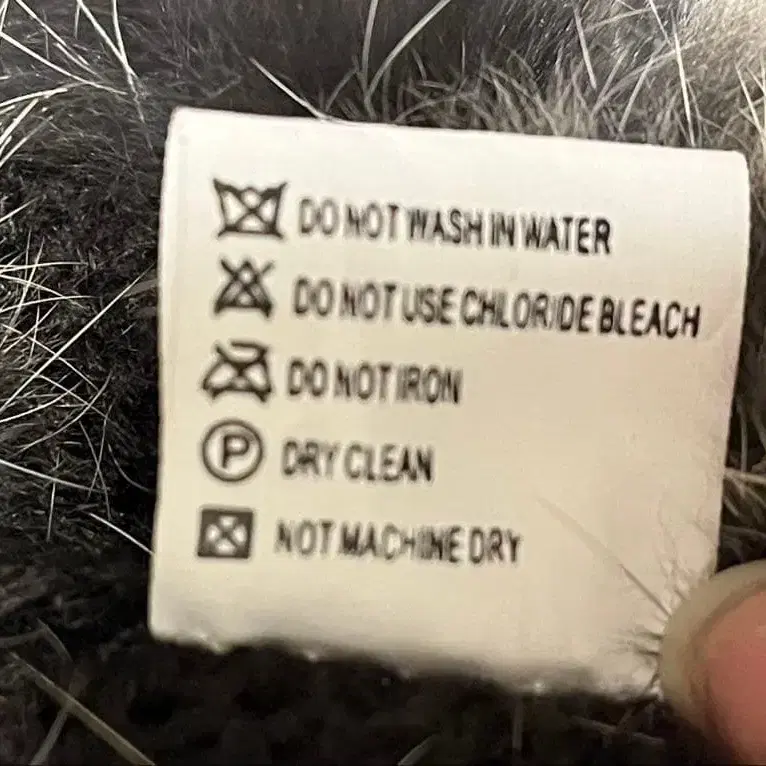 DO NOT WASH IN WATER
DO NOT USE CHLORIDE BLEACH
DO NOT IRON
P DRY CLEAN
NOT MACHINE DRY